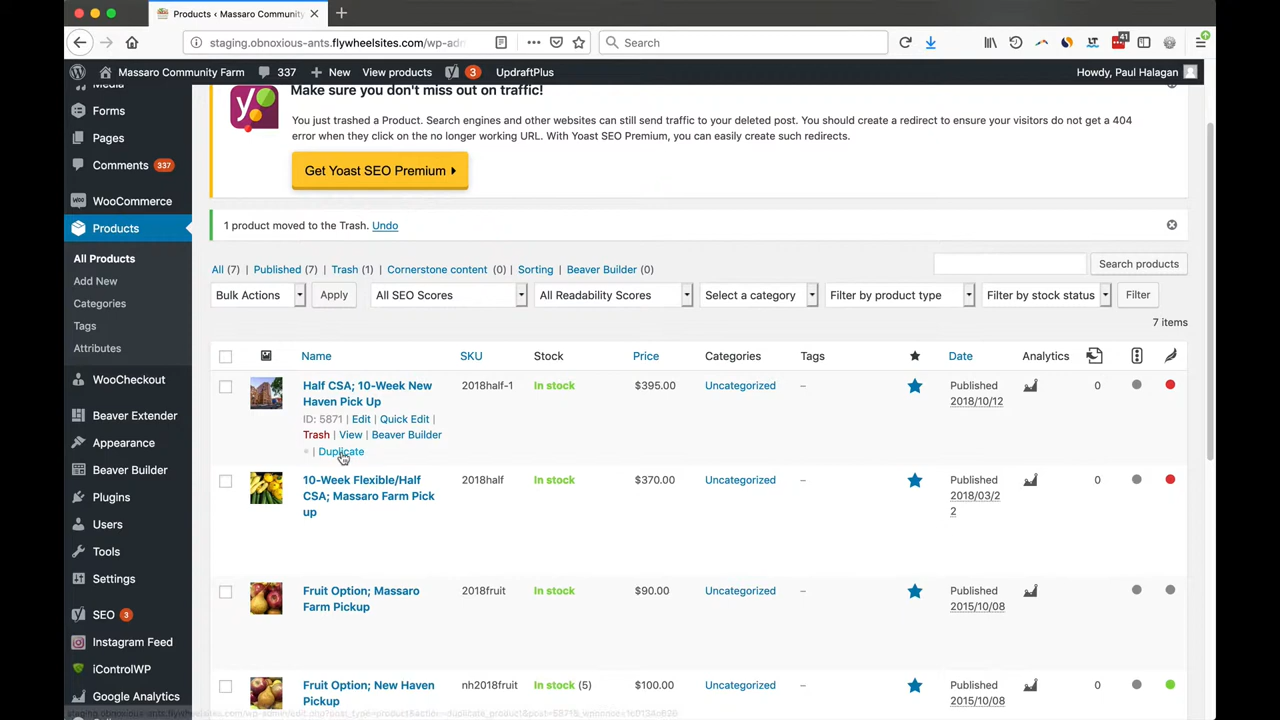 Products ‹ Massaro Community
staging.obnoxious-ants.flywheelsites.com/wp-adn
Search
41
Massaro Community Farm 337 New View products 3 UpdraftPlus Howdy, Paul Halagan
Media
Forms
Pages
Comments 337
WooCommerce
Products
All Products
Add New
Categories
Tags
Attributes
WooCheckout
Beaver Extender
Appearance
Beaver Builder
Plugins
Users
Tools
Settings
SEO 3
Instagram Feed
iControlWP
Google Analytics
Make sure you don't miss out on traffic!
You just trashed a Product. Search engines and other websites can still send traffic to your deleted post. You should create a redirect to ensure your visitors do not get a 404
error when they click on the no longer working URL. With Yoast SEO Premium, you can easily create such redirects.
Get Yoast SEO Premium
1 product moved to the Trash. Undo
All (7) | Published (7) | Trash (1) | Cornerstone content (0) | Sorting | Beaver Builder (0)
Search products
Bulk Actions Apply All SEO Scores All Readability Scores Select a category Filter by product type Filter by stock status Filter
7 items
Name SKU Stock Price Categories Tags Date Analytics
Half CSA; 10-Week New 2018half-1 In stock $395.00 Uncategorized – Published 0
Haven Pick Up 2018/10/12
ID: 5871 | Edit | Quick Edit |
Trash | View | Beaver Builder
| Duplicate
10-Week Flexible/Half 2018half In stock $370.00 Uncategorized – Published 0
CSA; Massaro Farm Pick 2018/03/2
up 2
Fruit Option; Massaro 2018fruit In stock $90.00 Uncategorized – Published
Farm Pickup 2015/10/08
Fruit Option; New Haven nh2018fruit In stock (5) $100.00 Uncategorized – Published 0
Pickup 2015/10/08